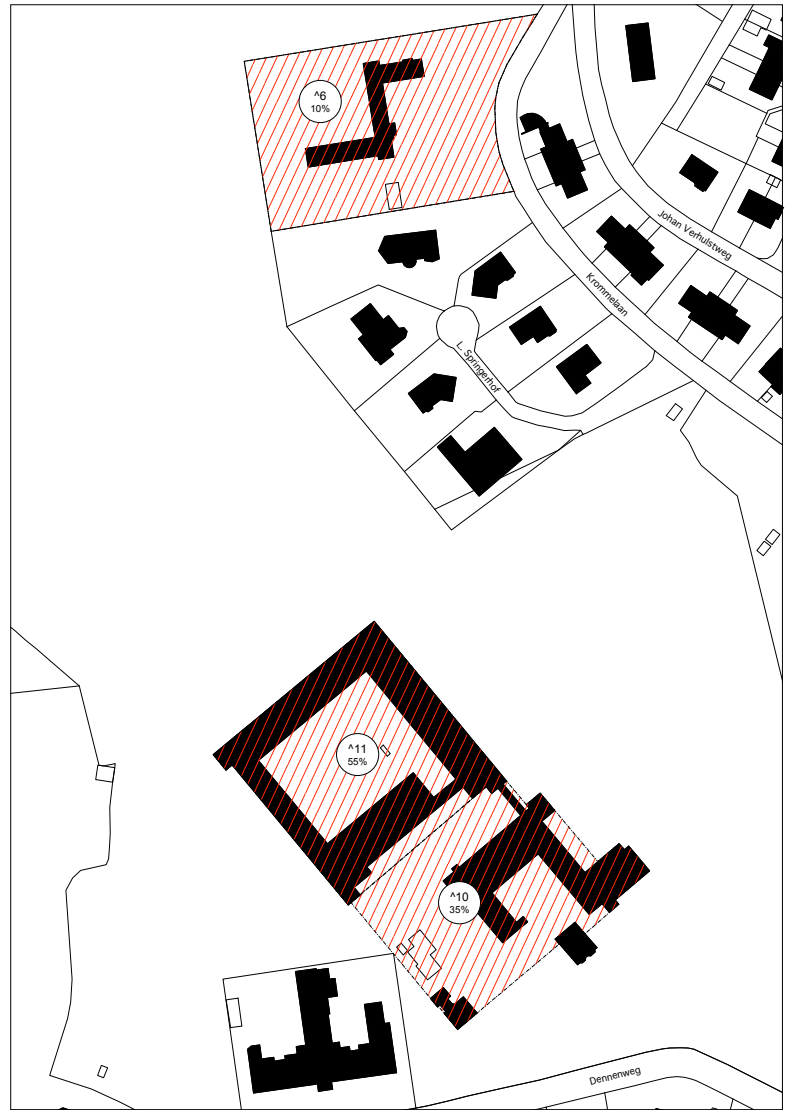 ^6
10%
Johan Verhulstweg
Krommelaan
L. Springerhof
^11
55%
^10
35%
Dennenweg